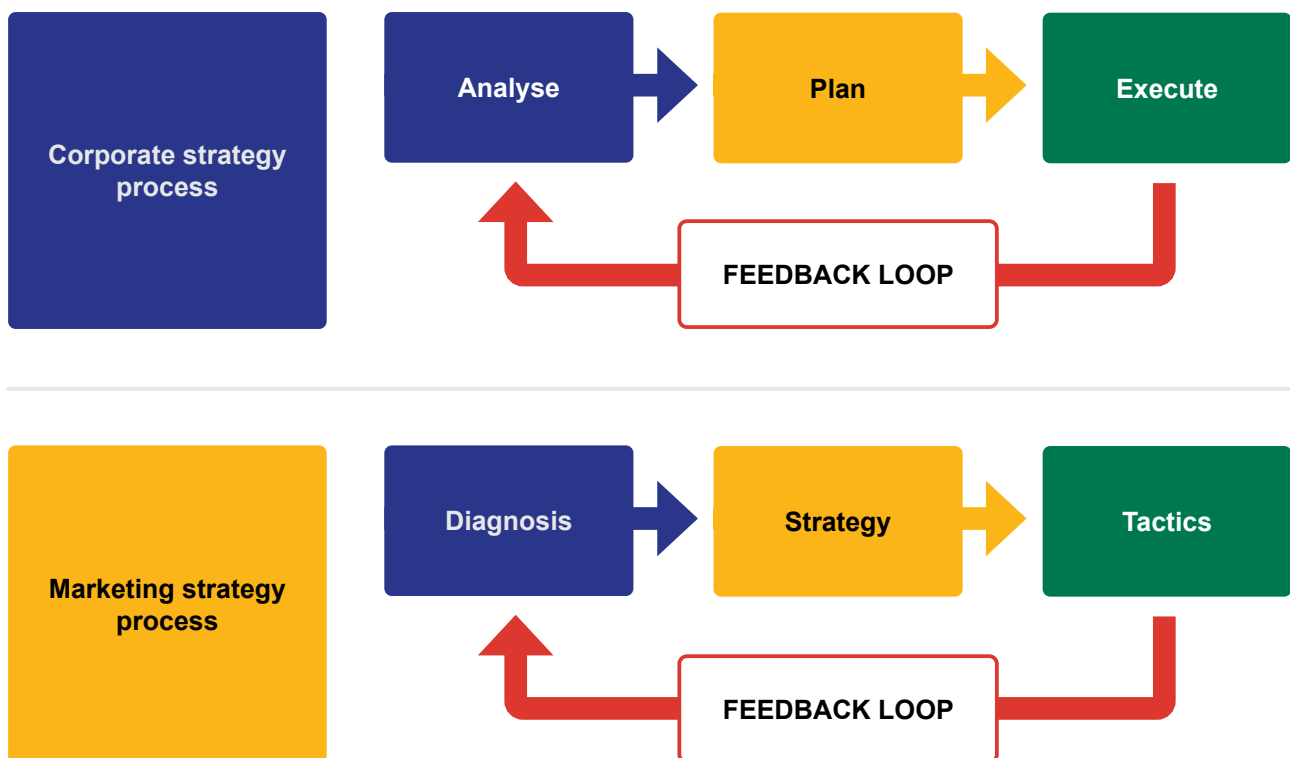 Corporate strategy
process
Analyse
Plan
Execute
FEEDBACK LOOP
Marketing strategy
process
Diagnosis
Strategy
Tactics
FEEDBACK LOOP